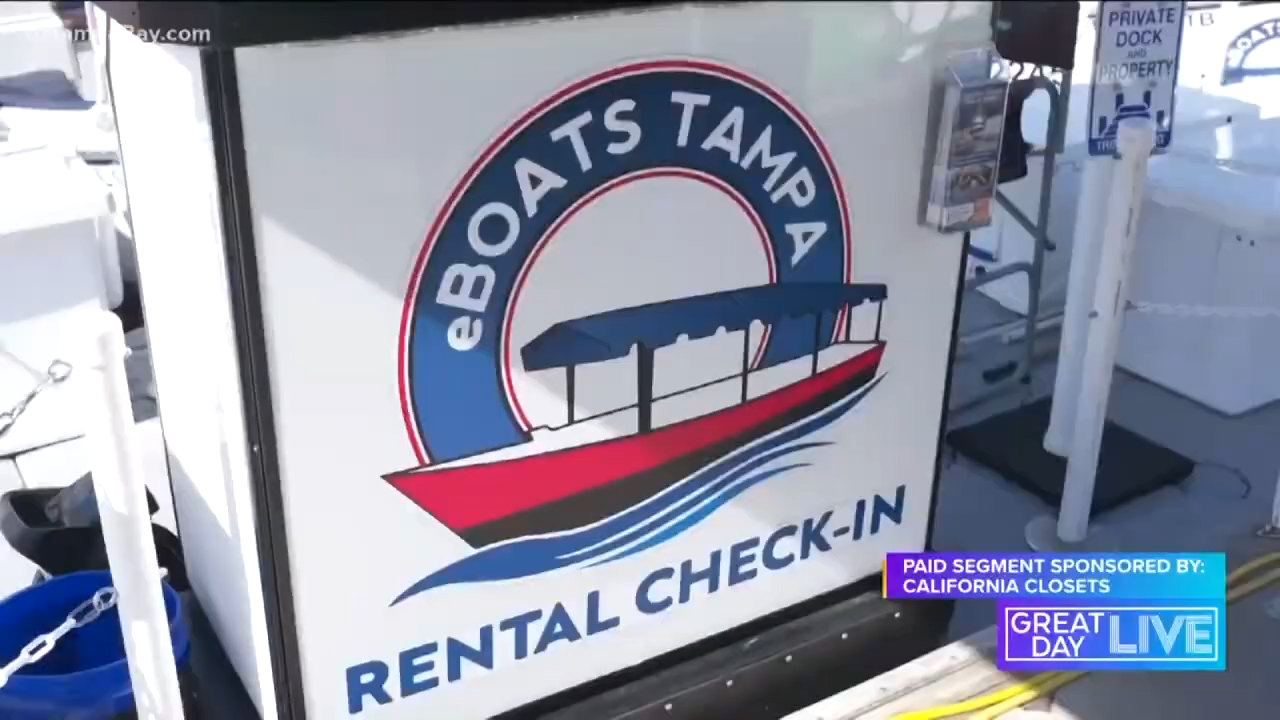 Bay.com
eBOATS TAMPA
RENTAL CHECK-IN
PRIVATE
DOCK
AND
PROPERTY
PAID SEGMENT SPONSORED BY:
CALIFORNIA CLOSETS
GREAT
DAY
LIVE